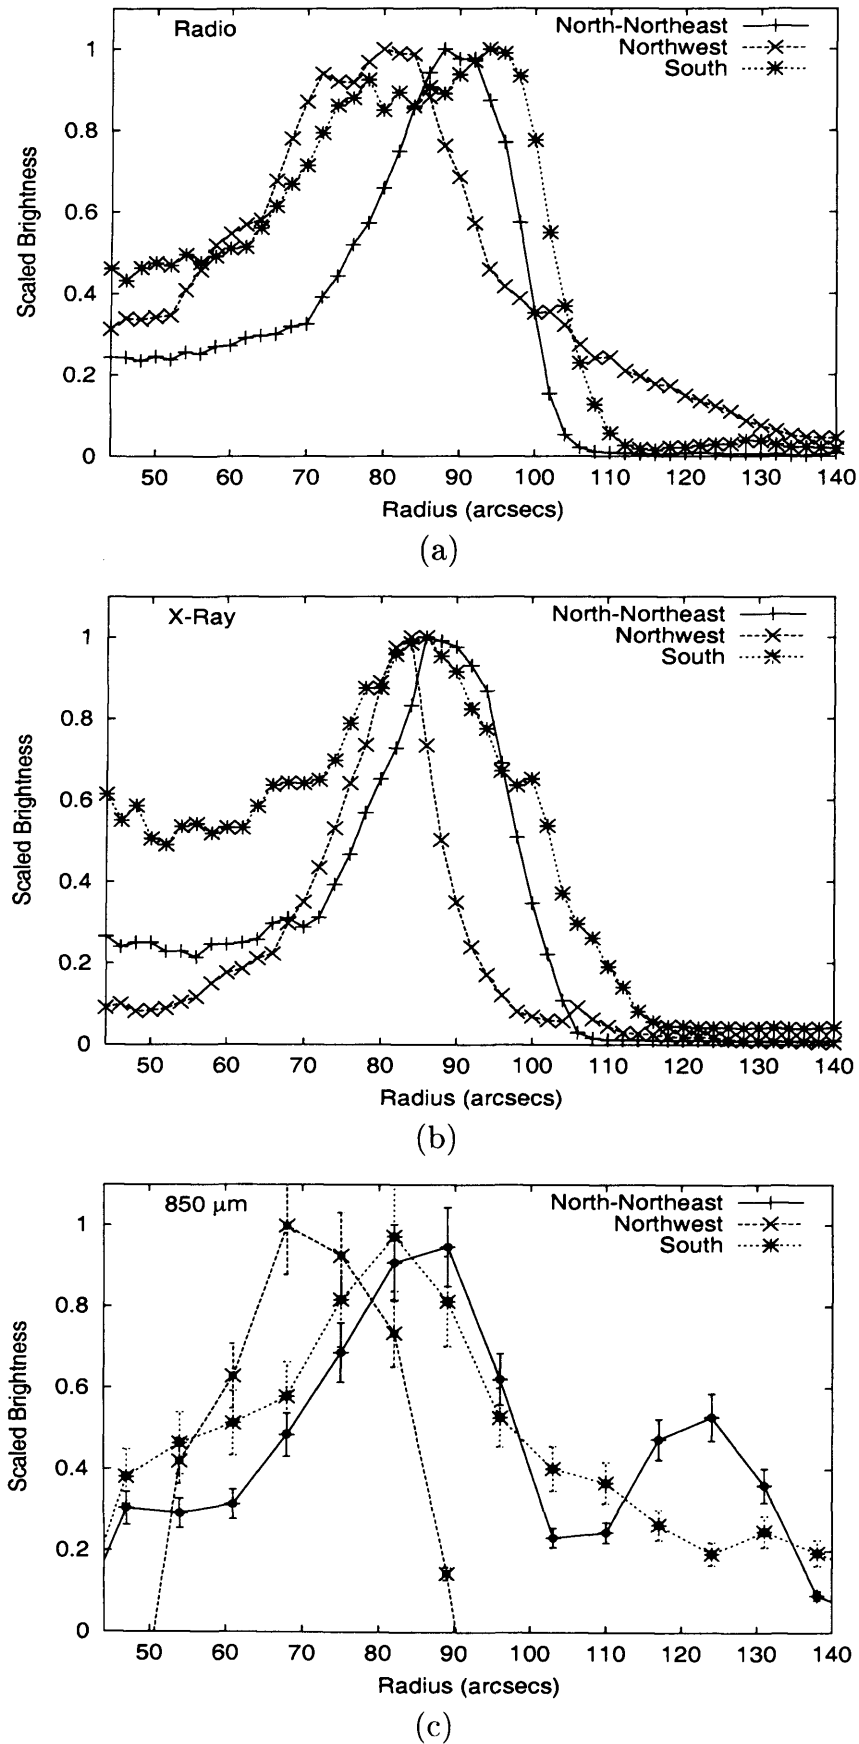 Radio
North-Northeast
Northwest
South
1
0.8
0.6
0.4
0.2
0
Scaled Brightness
50 60 70 80 90 100 110 120 130 140
Radius (arcsecs)
(a)
X-Ray
North-Northeast
Northwest
South
1
0.8
0.6
0.4
0.2
0
Scaled Brightness
50 60 70 80 90 100 110 120 130 140
Radius (arcsecs)
(b)
850 μm
North-Northeast
Northwest
South
1
0.8
0.6
0.4
0.2
0
Scaled Brightness
50 60 70 80 90 100 110 120 130 140
Radius (arcsecs)
(c)